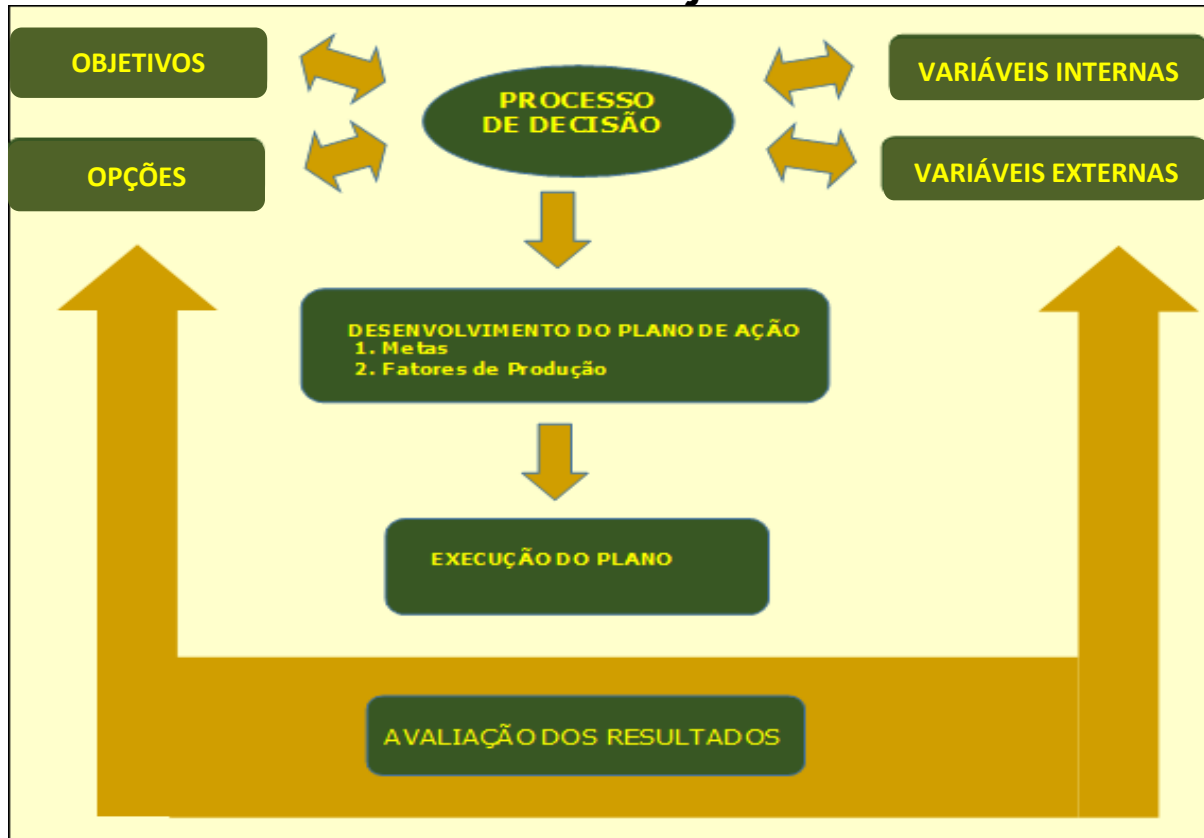 OBJETIVOS
PROCESSO
DE DECISÃO
VARIÁVEIS INTERNAS
OPÇÕES
VARIÁVEIS EXTERNAS
DESENVOLVIMENTO DO PLANO DE AÇÃO
1. Metas
2. Fatores de Produção
EXECUÇÃO DO PLANO
AVALIAÇÃO DOS RESULTADOS